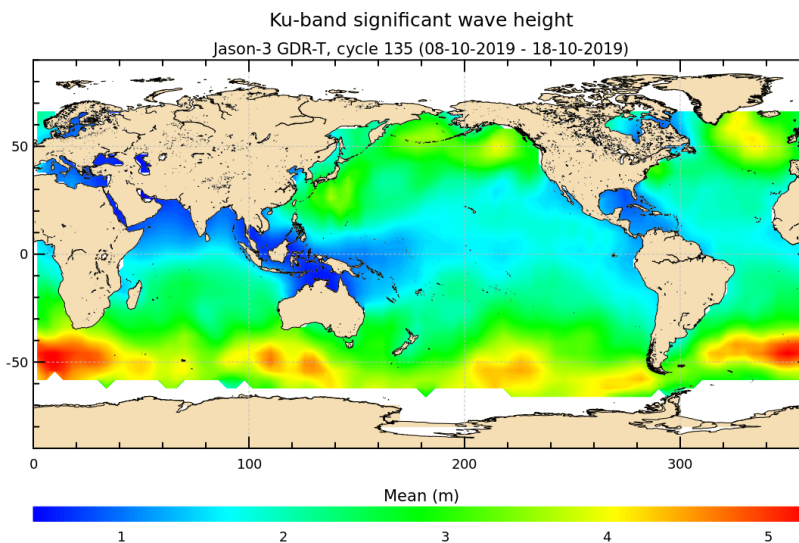 Ku-band significant wave height
Jason-3 GDR-T, cycle 135 (08-10-2019 - 18-10-2019)
50
0
-50
0 100 200 300
Mean (m)
1 2 3 4 5